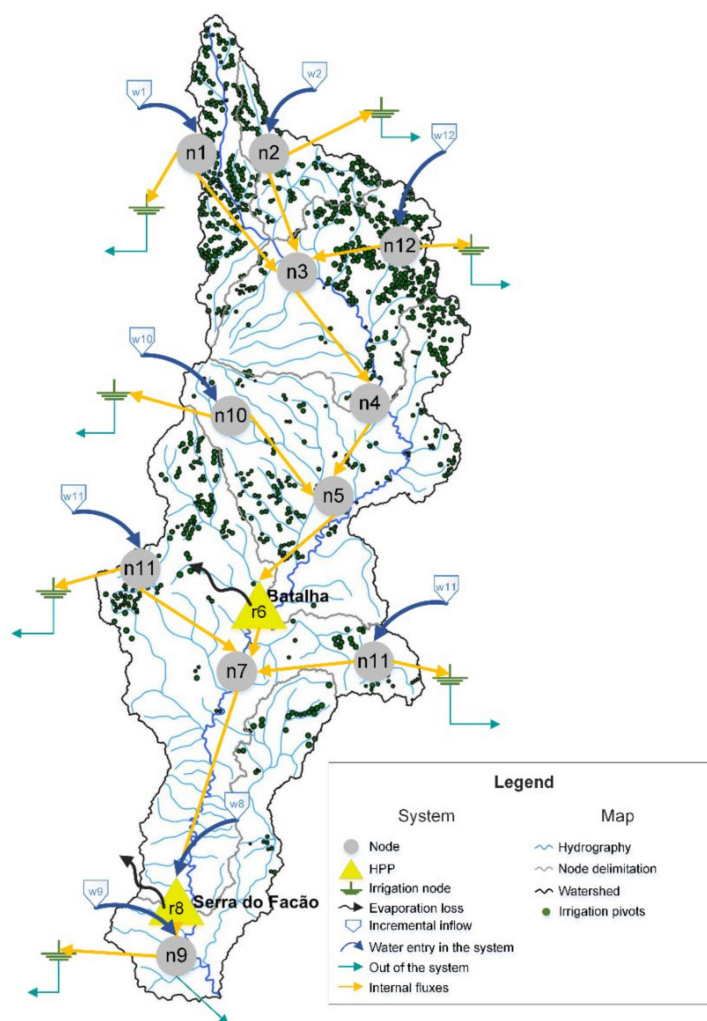 w1
w2
w12
n1
n2
n12
n3
w10
n4
n10
n5
w11
n11
Batalha
r6
w11
n7
n11
w8
w9
r8
Serra do Facão
n9
Legend
System
Map
Node
HPP
Irrigation node
Evaporation loss
Incremental inflow
Water entry in the system
Out of the system
Internal fluxes
Hydrography
Node delimitation
Watershed
Irrigation pivots